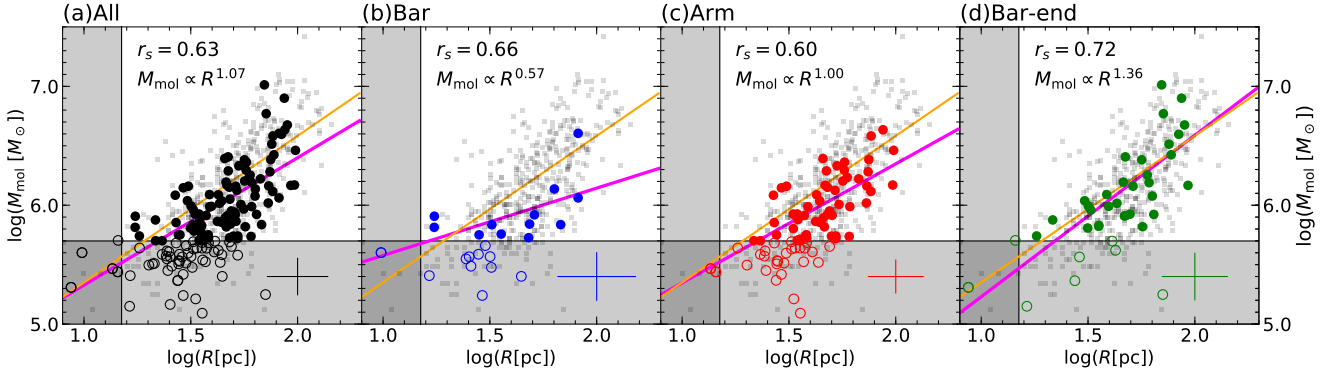 (a)All
(b)Bar
(c)Arm
(d)Bar-end
r_s = 0.63
M_mol ∝ R^1.07
r_s = 0.66
M_mol ∝ R^0.57
r_s = 0.60
M_mol ∝ R^1.00
r_s = 0.72
M_mol ∝ R^1.36
log(M_mol [M_⊙])
7.0
6.0
5.0
7.0
6.0
5.0
log(M_mol [M_⊙])
1.0 1.5 2.0
1.0 1.5 2.0
1.0 1.5 2.0
1.0 1.5 2.0
log(R[pc])
log(R[pc])
log(R[pc])
log(R[pc])